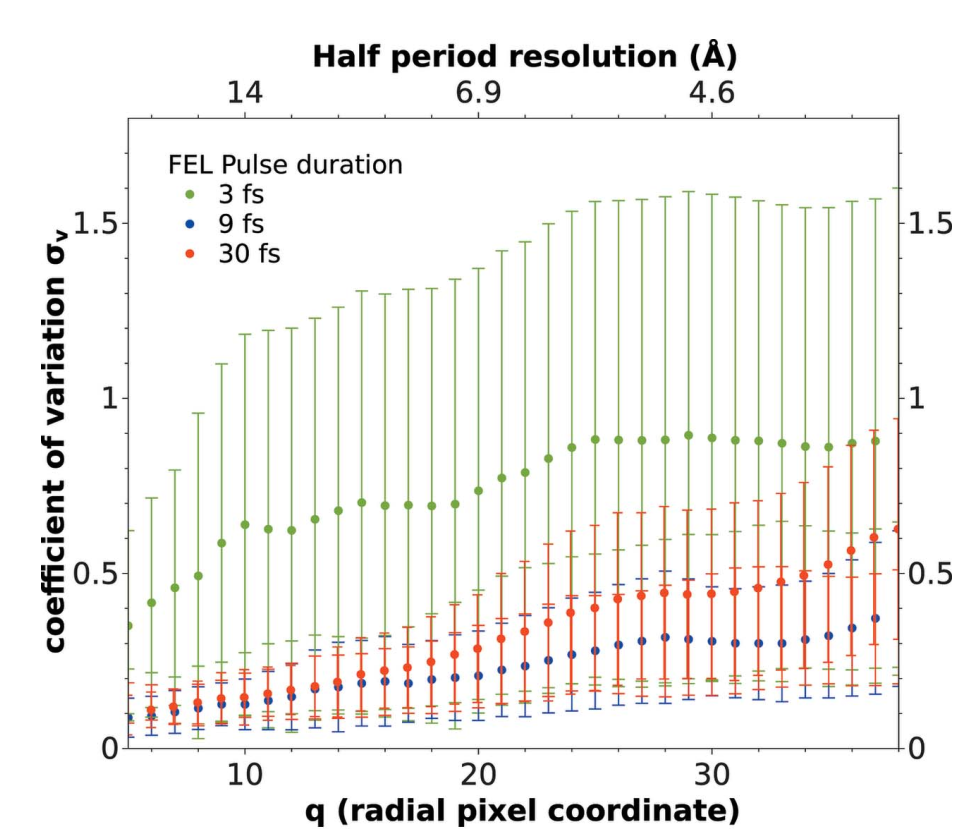 Half period resolution (Å)
14 6.9 4.6
FEL Pulse duration
3 fs
9 fs
30 fs
coefficient of variation σv
1.5 1.5
1 1
0.5 0.5
0 0
10 20 30
q (radial pixel coordinate)